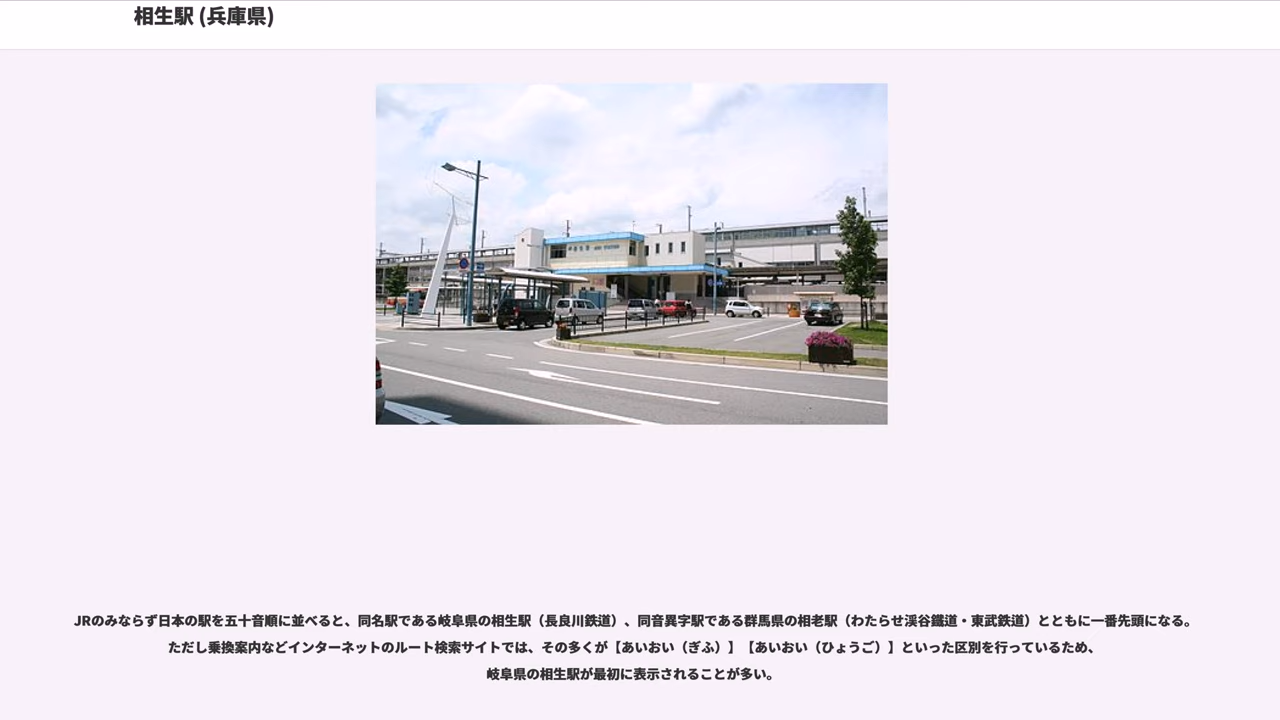 相生駅 (兵庫県)
JRのみならず日本の駅を五十音順に並べると、同名駅である岐阜県の相生駅（長良川鉄道）、同音異字駅である群馬県の相老駅（わたらせ渓谷鐵道・東武鉄道）とともに一番先頭になる。
ただし乗換案内などインターネットのルート検索サイトでは、その多くが【あいおい（ぎふ）】【あいおい（ひょうご）】といった区別を行っているため、
岐阜県の相生駅が最初に表示されることが多い。